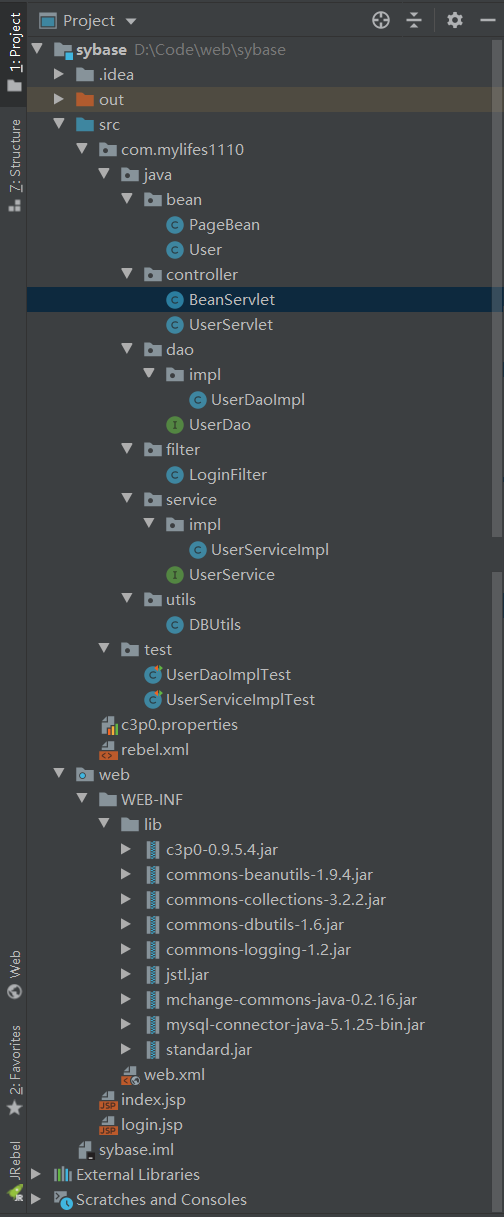 Project
sybase D:\Code\web\sybase
.idea
out
src
com.mylifes1110
java
bean
PageBean
User
controller
BeanServlet
UserServlet
dao
impl
UserDaoImpl
UserDao
filter
LoginFilter
service
impl
UserServiceImpl
UserService
utils
DBUtils
test
UserDaoImplTest
UserServiceImplTest
c3p0.properties
rebel.xml
web
WEB-INF
lib
c3p0-0.9.5.4.jar
commons-beanutils-1.9.4.jar
commons-collections-3.2.2.jar
commons-dbutils-1.6.jar
commons-logging-1.2.jar
jstl.jar
mchange-commons-java-0.2.16.jar
mysql-connector-java-5.1.25-bin.jar
standard.jar
web.xml
index.jsp
login.jsp
sybase.iml
External Libraries
Scratches and Consoles
1: Project
7: Structure
Web
2: Favorites
JRebel